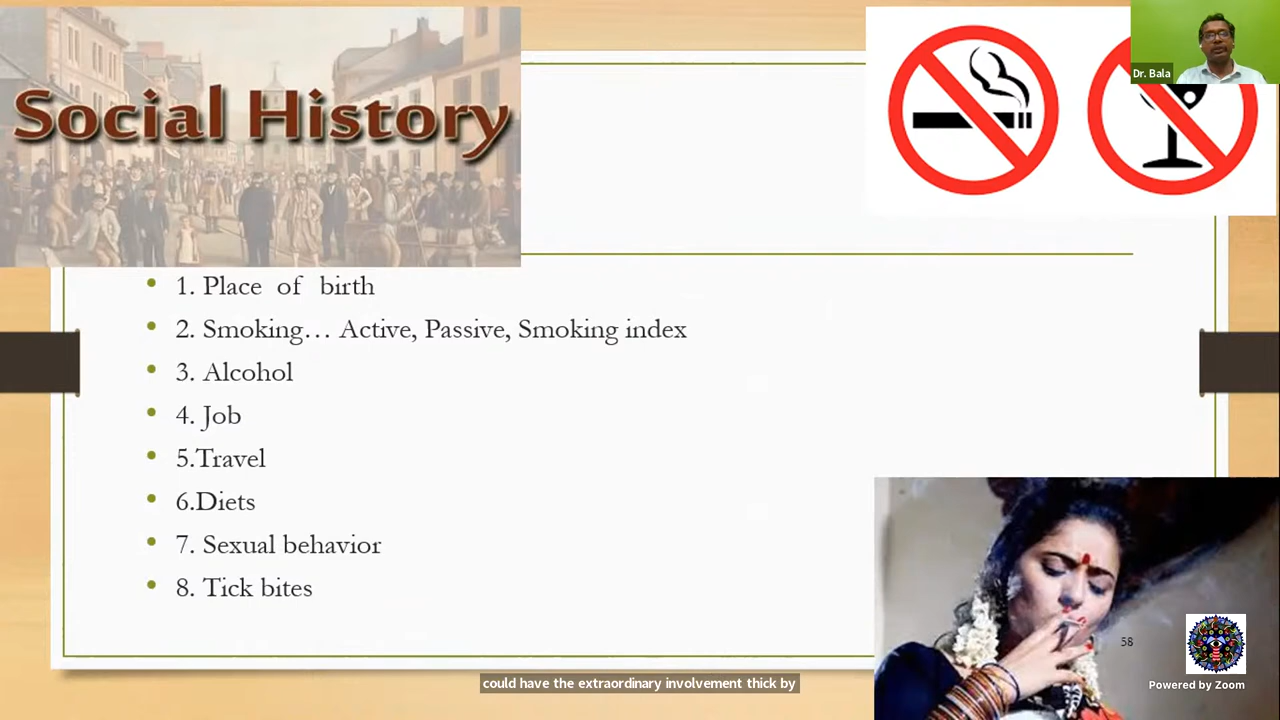 Social History
Dr. Bala
1. Place of birth
2. Smoking… Active, Passive, Smoking index
3. Alcohol
4. Job
5.Travel
6.Diets
7. Sexual behavior
8. Tick bites
58
Powered by Zoom
could have the extraordinary involvement thick by